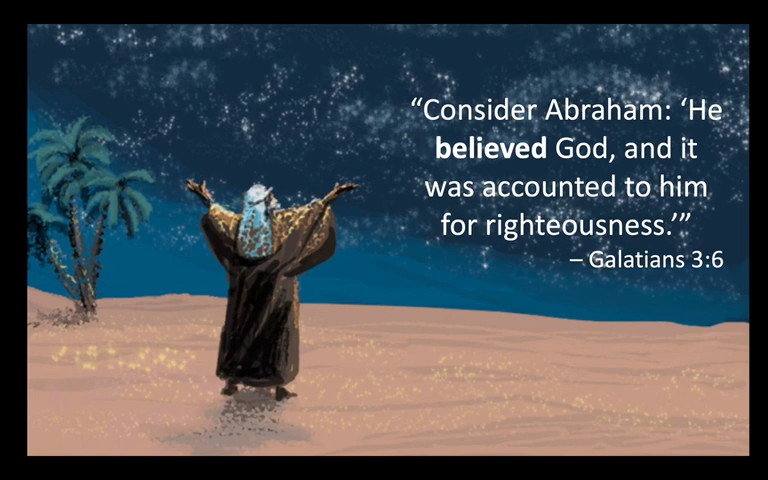 “Consider Abraham: ‘He
believed God, and it
was accounted to him
for righteousness.’”
– Galatians 3:6